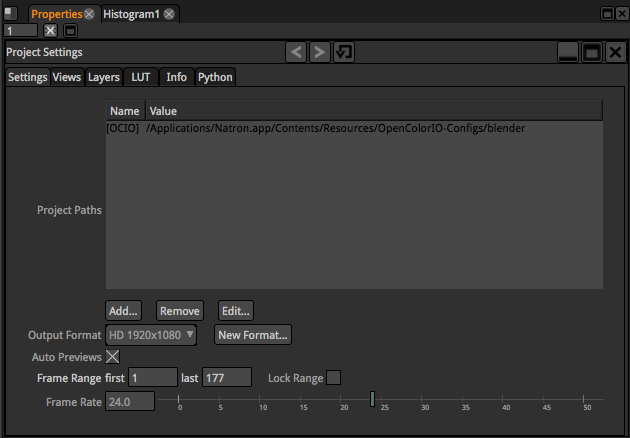 Properties Histogram1
1
Project Settings
Settings Views Layers LUT Info Python
Name Value
[OCIO] /Applications/Natron.app/Contents/Resources/OpenColorIO-Configs/blender
Project Paths
Add... Remove Edit...
Output Format HD 1920x1080 New Format...
Auto Previews
Frame Range first 1 last 177 Lock Range
Frame Rate 24.0 0 5 10 15 20 25 30 35 40 45 50